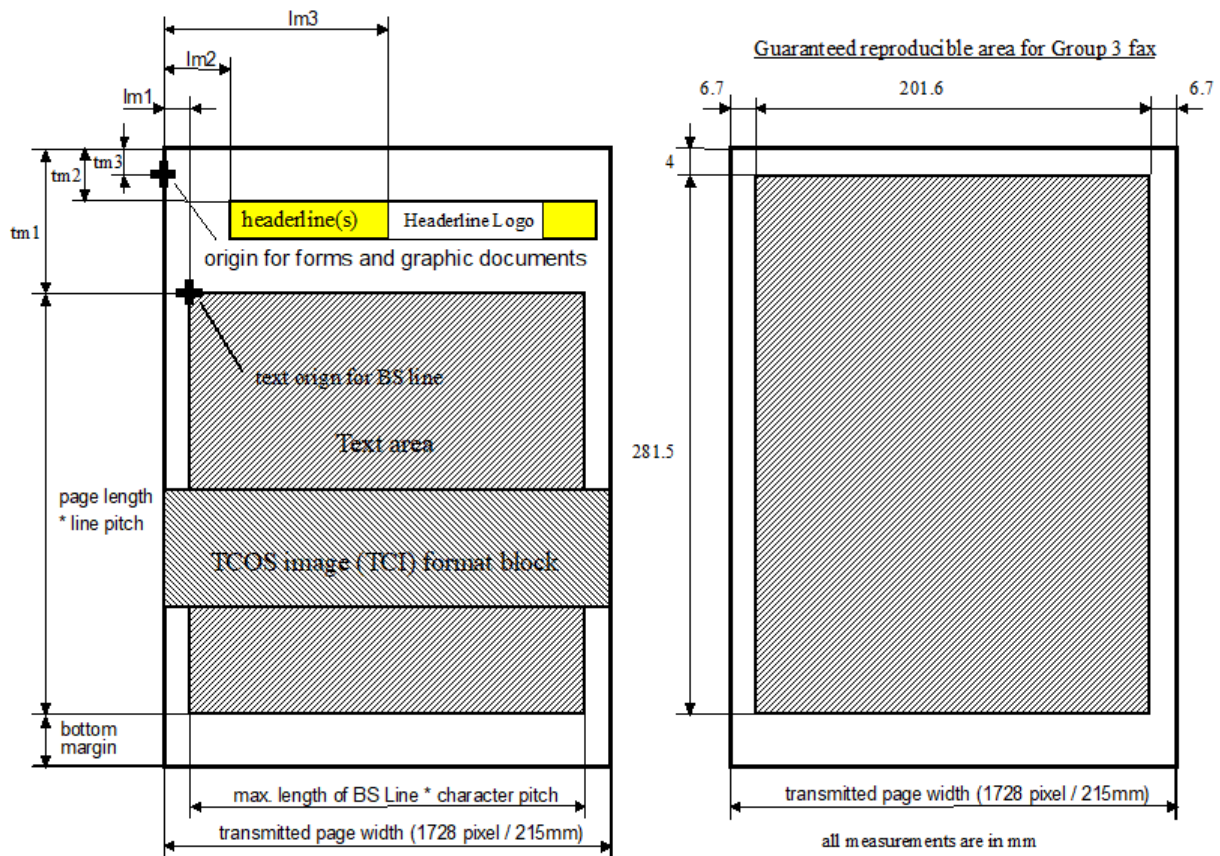 lm3
lm2
lm1
tm3
tm2
tm1
headerline(s)
Headerline Logo
origin for forms and graphic documents
text orign for BS line
Text area
page length
* line pitch
TCOS image (TCI) format block
bottom
margin
max. length of BS Line * character pitch
transmitted page width (1728 pixel / 215mm)
Guaranteed reproducible area for Group 3 fax
6.7
201.6
6.7
4
281.5
transmitted page width (1728 pixel / 215mm)
all measurements are in mm